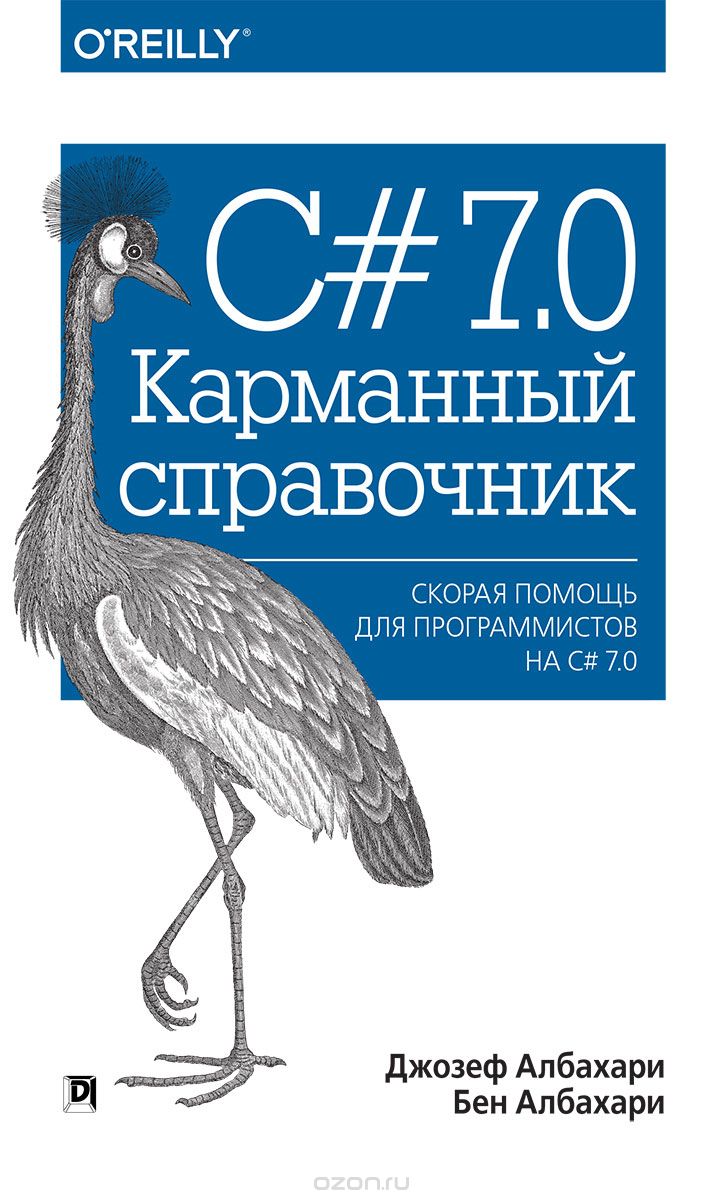 O'REILLY®
C# 7.0
Карманный
справочник
СКОРАЯ ПОМОЩЬ
ДЛЯ ПРОГРАММИСТОВ
НА C# 7.0
Джозеф Албахари
Бен Албахари
D
ozon.ru